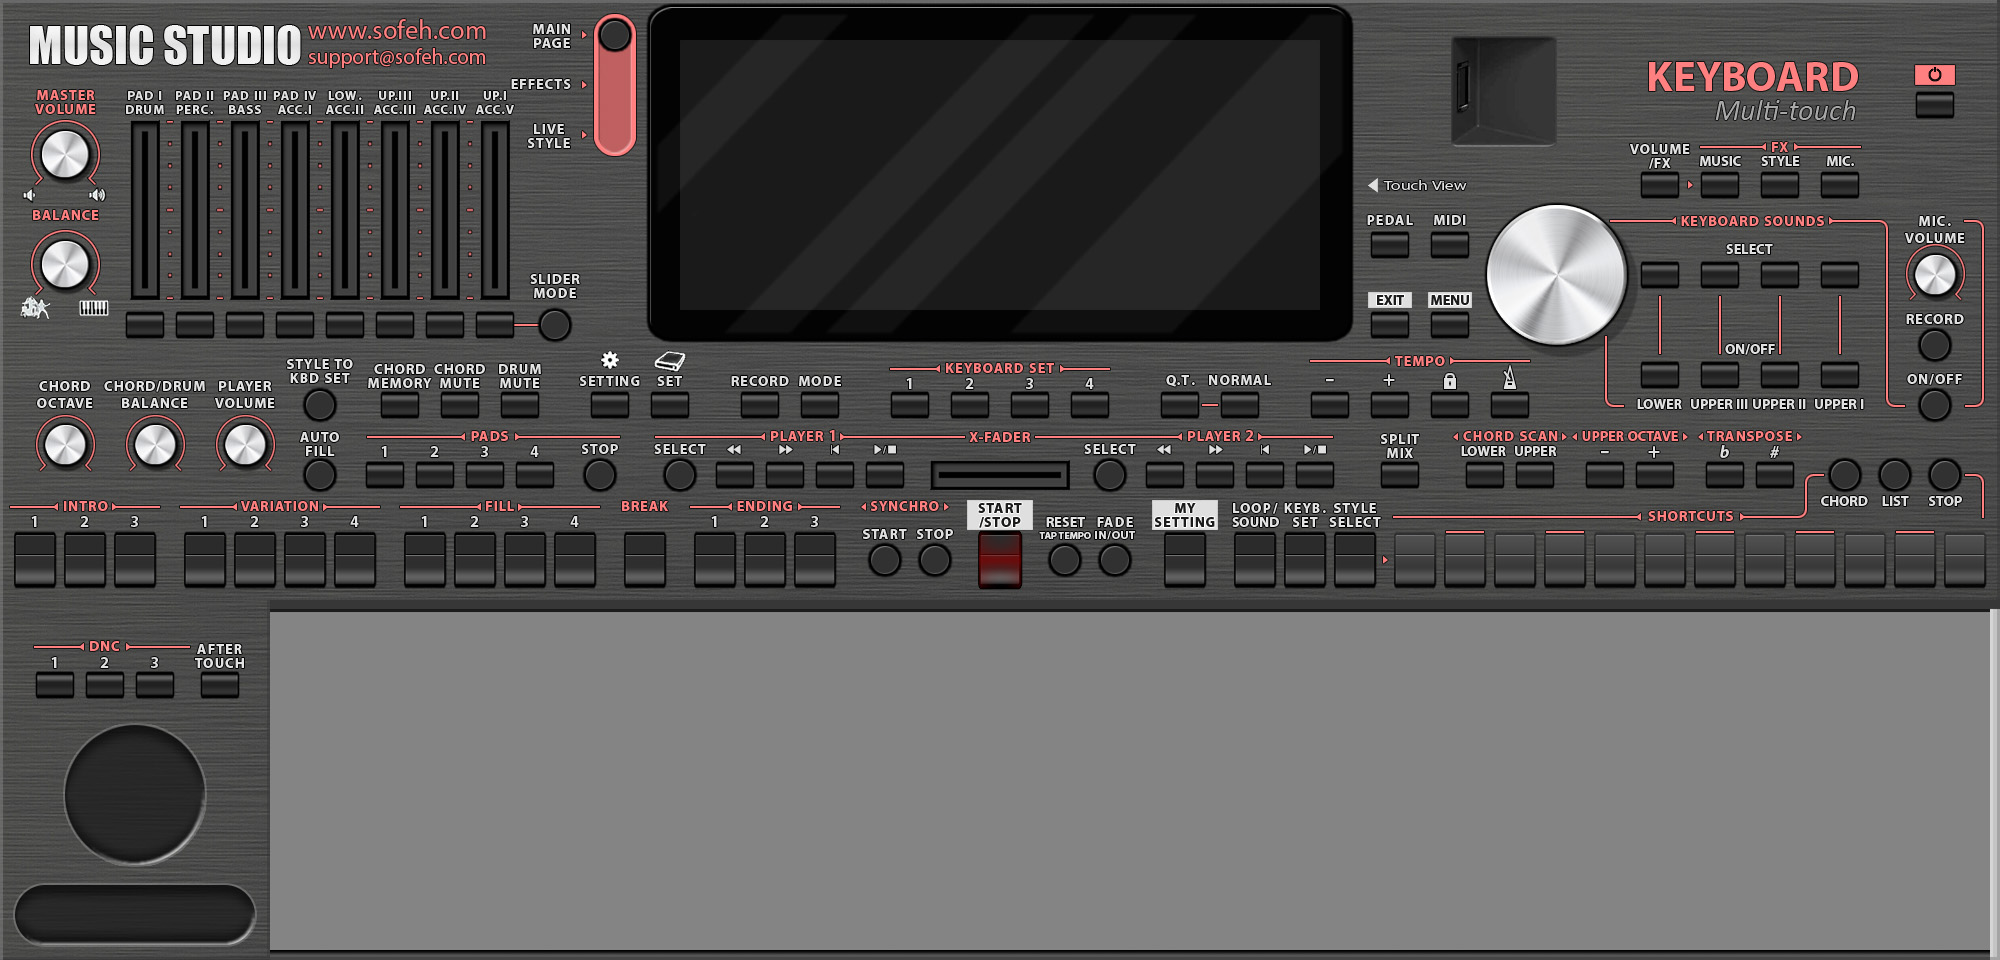 MUSIC STUDIO
www.sofeh.com
support@sofeh.com
MAIN
PAGE
EFFECTS
LIVE
STYLE
MASTER
VOLUME
BALANCE
PAD I
DRUM
PAD II
PERC.
PAD III
BASS
PAD IV
ACC.I
LOW.
ACC.II
UP.III
ACC.III
UP.II
ACC.IV
UP.I
ACC.V
SLIDER
MODE
KEYBOARD
Multi-touch
Touch View
PEDAL
MIDI
EXIT
MENU
VOLUME
/FX
FX
MUSIC
STYLE
MIC.
KEYBOARD SOUNDS
SELECT
ON/OFF
LOWER
UPPER III
UPPER II
UPPER I
MIC.
VOLUME
RECORD
ON/OFF
CHORD
OCTAVE
CHORD/DRUM
BALANCE
PLAYER
VOLUME
STYLE TO
KBD SET
AUTO
FILL
CHORD
MEMORY
CHORD
MUTE
DRUM
MUTE
SETTING
SET
RECORD
MODE
KEYBOARD SET
1 2 3 4
Q.T.
NORMAL
TEMPO
- +
PADS
1 2 3 4
STOP
SELECT
PLAYER 1
X-FADER
SELECT
PLAYER 2
SPLIT
MIX
CHORD SCAN
LOWER UPPER
UPPER OCTAVE
- +
TRANSPOSE
b #
CHORD
LIST
STOP
INTRO
1 2 3
VARIATION
1 2 3 4
FILL
1 2 3 4
BREAK
ENDING
1 2 3
SYNCHRO
START STOP
START
/STOP
RESET
TAP TEMPO
FADE
IN/OUT
MY
SETTING
LOOP/
SOUND
KEYB.
SET
STYLE
SELECT
SHORTCUTS
DNC
1 2 3
AFTER
TOUCH